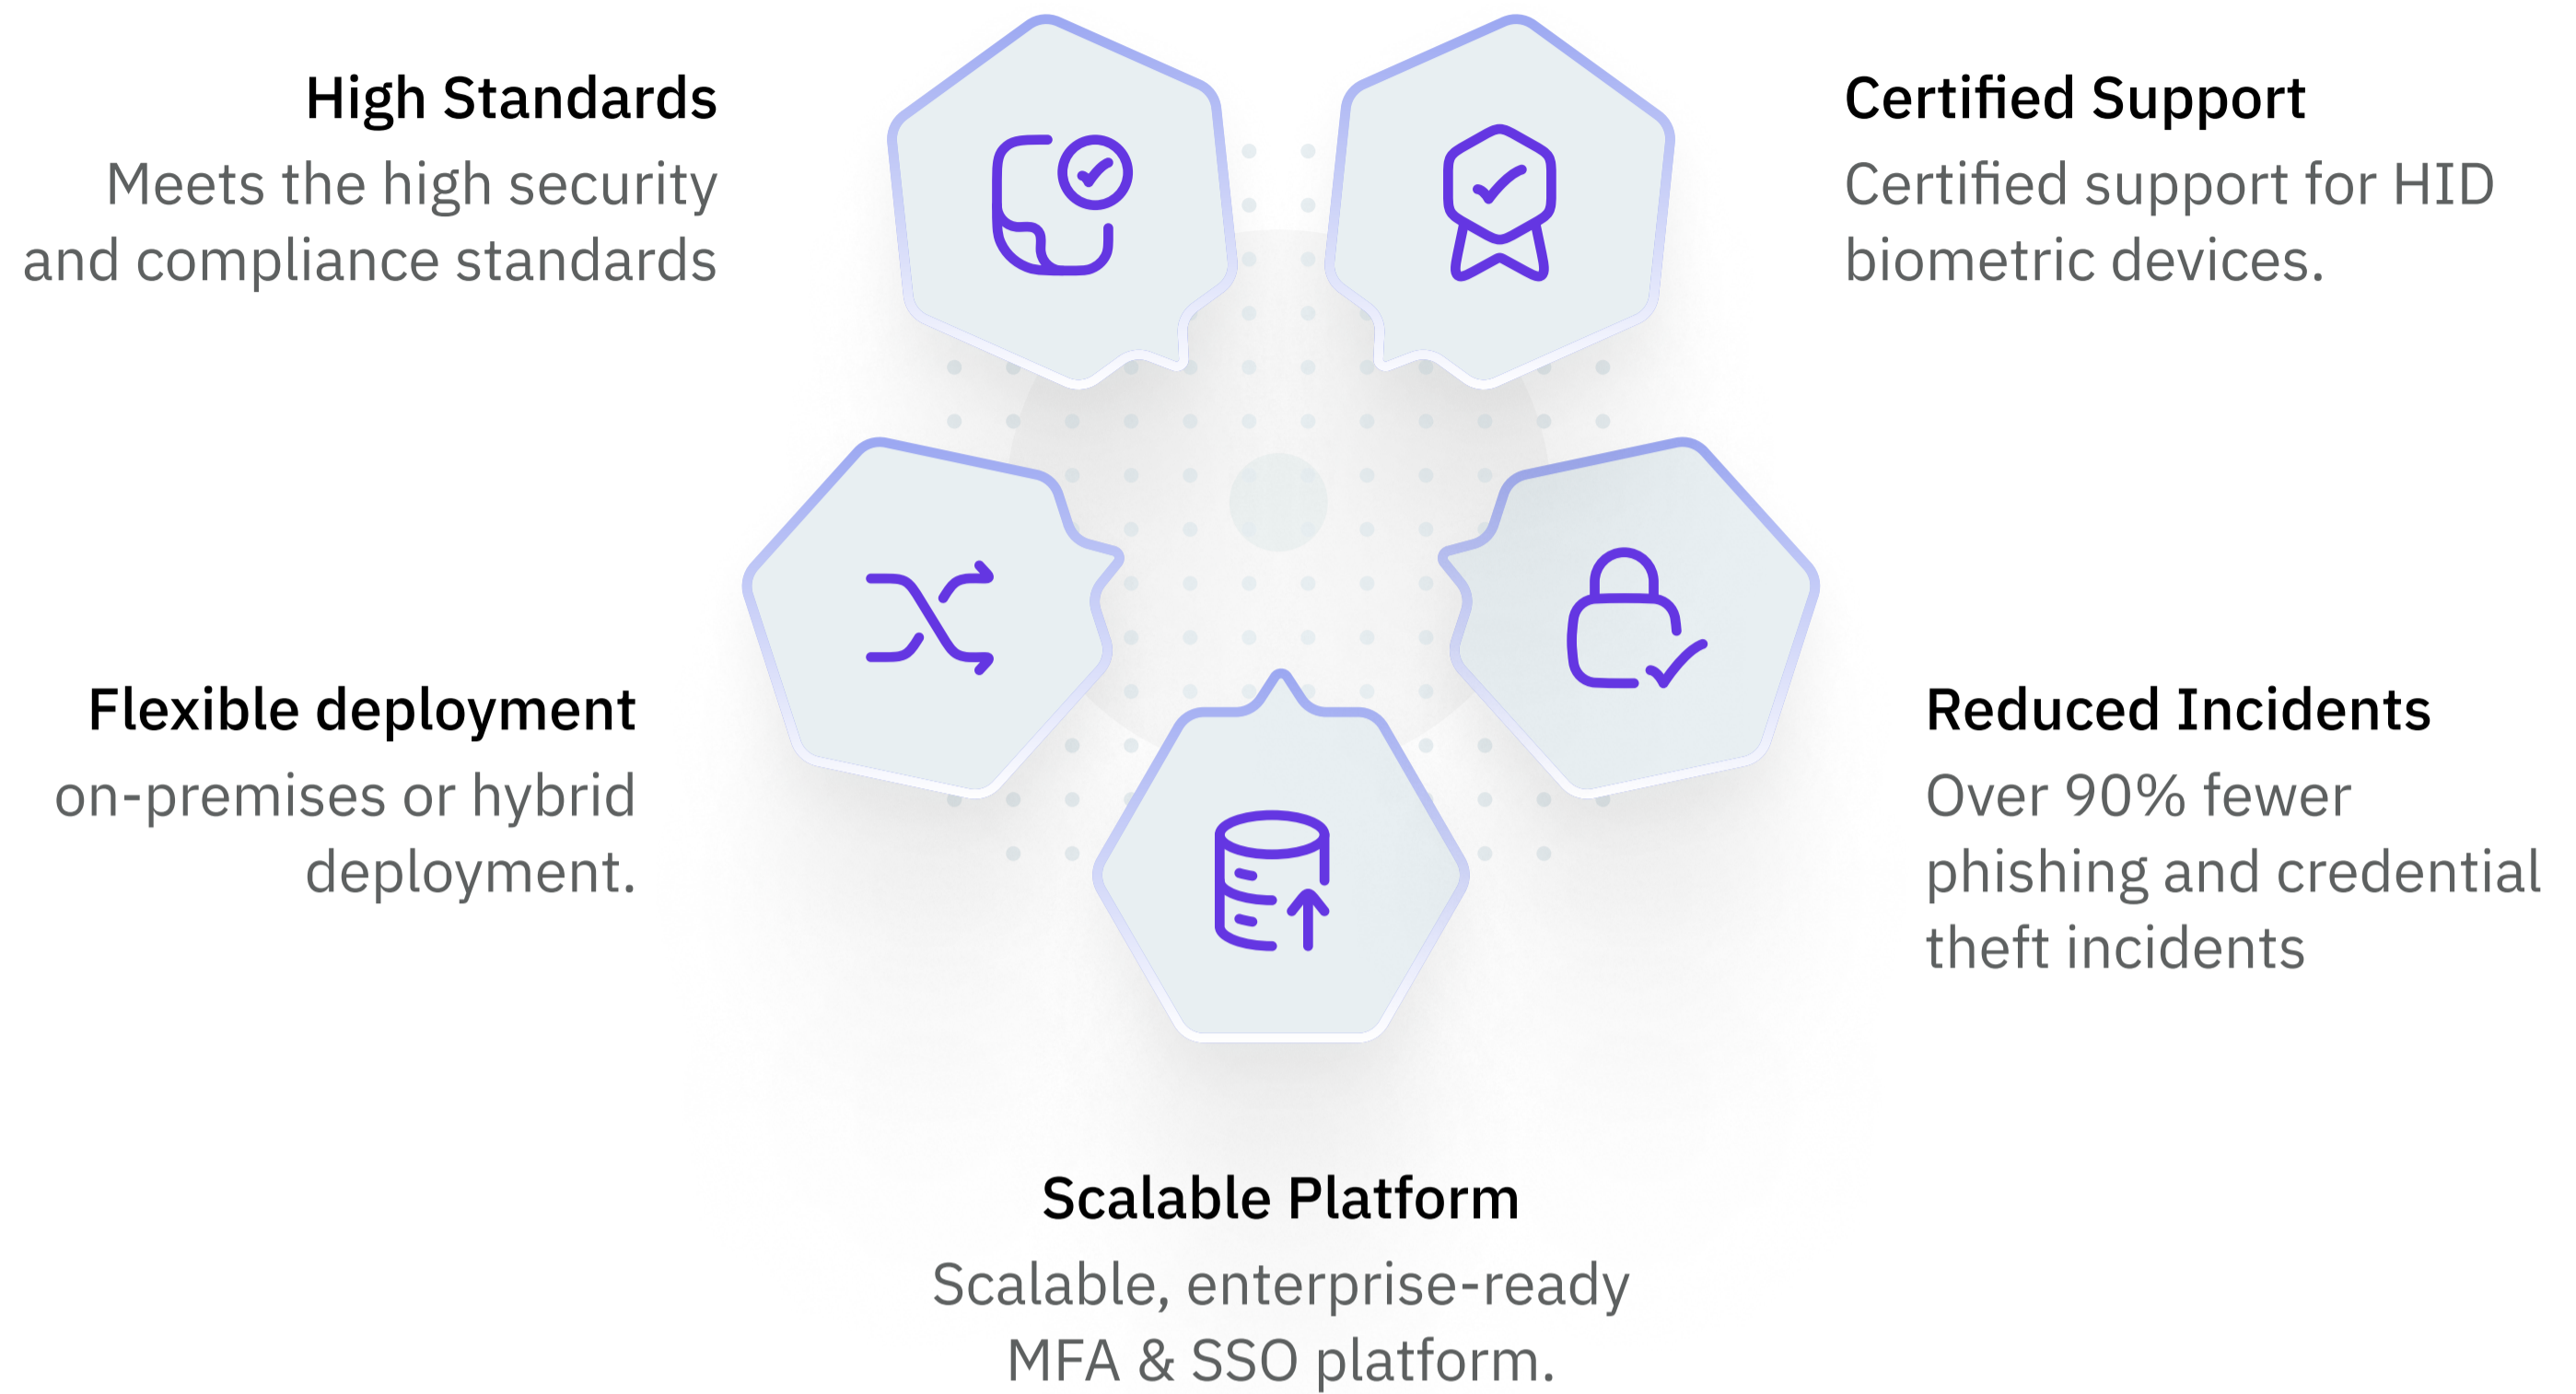 High Standards
Meets the high security
and compliance standards
Certified Support
Certified support for HID
biometric devices.
Flexible deployment
on-premises or hybrid
deployment.
Reduced Incidents
Over 90% fewer
phishing and credential
theft incidents
Scalable Platform
Scalable, enterprise-ready
MFA & SSO platform.